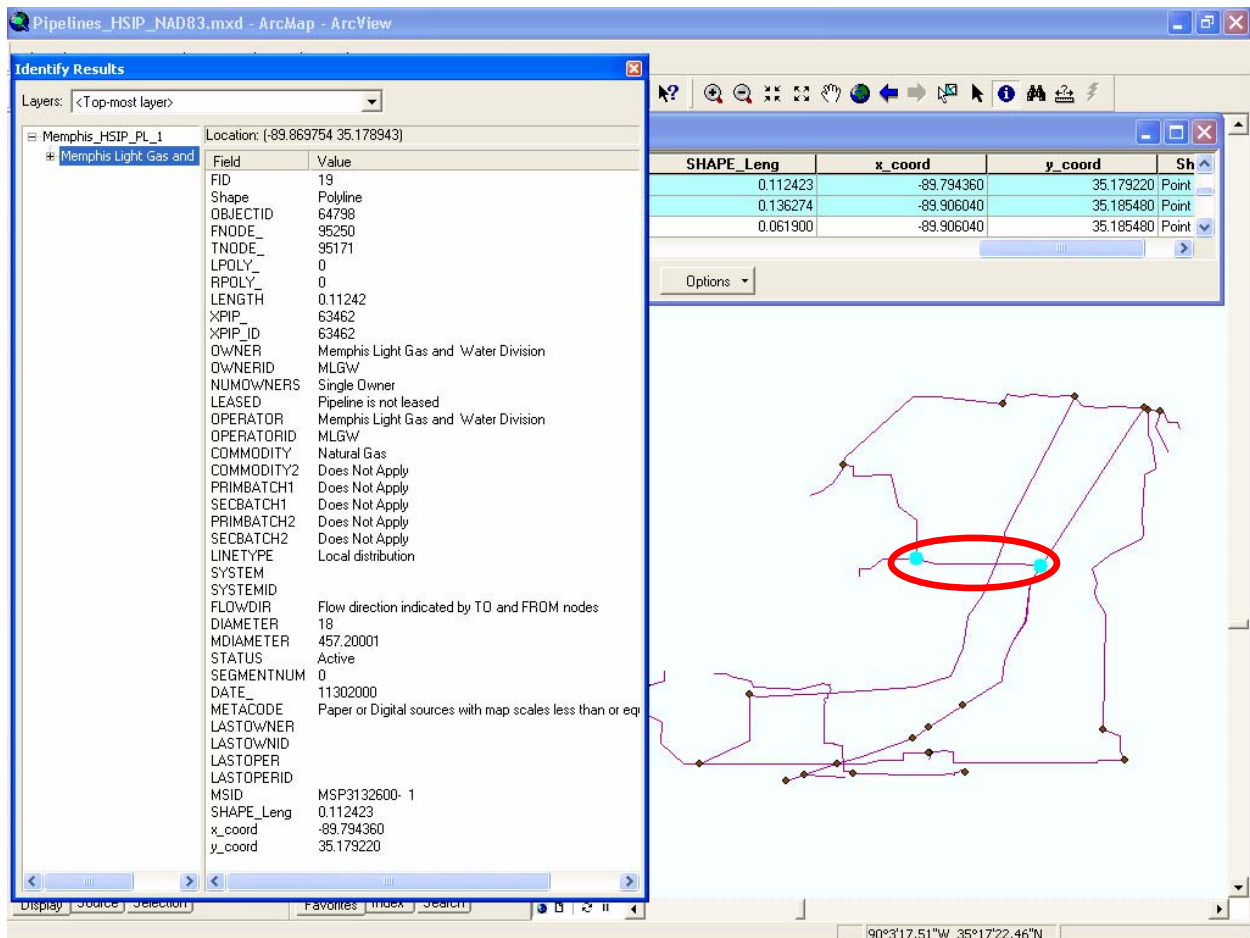 Pipelines_HSIP_NAD83.mxd - ArcMap - ArcView
Identify Results
Layers: <Top-most layer>
Memphis_HSIP_PL_1
Memphis Light Gas and
Location: (-89.869754 35.178943)
Field Value
FID 19
Shape Polyline
OBJECTID 64798
FNODE_ 95250
TNODE_ 95171
LPOLY_ 0
RPOLY_ 0
LENGTH 0.11242
XPIP_ 63462
XPIP_ID 63462
OWNER Memphis Light Gas and Water Division
OWNERID MLGW
NUMOWNERS Single Owner
LEASED Pipeline is not leased
OPERATOR Memphis Light Gas and Water Division
OPERATORID MLGW
COMMODITY Natural Gas
COMMODITY2 Does Not Apply
PRIMBATCH1 Does Not Apply
SECBATCH1 Does Not Apply
PRIMBATCH2 Does Not Apply
SECBATCH2 Does Not Apply
LINETYPE Local distribution
SYSTEM
SYSTEMID
FLOWDIR Flow direction indicated by TO and FROM nodes
DIAMETER 18
MDIAMETER 457.20001
STATUS Active
SEGMENTNUM 0
DATE_ 11302000
METACODE Paper or Digital sources with map scales less than or equ
LASTOWNER
LASTOWNID
LASTOPER
LASTOPERID
MSID MSP3132600- 1
SHAPE_Leng 0.112423
x_coord -89.794360
y_coord 35.179220
SHAPE_Leng x_coord y_coord Sh
0.112423 -89.794360 35.179220 Point
0.136274 -89.906040 35.185480 Point
0.061900 -89.906040 35.185480 Point
Options
Display Source Selection
Favorites Index Search
90°3'17.51"W 35°17'22.46"N